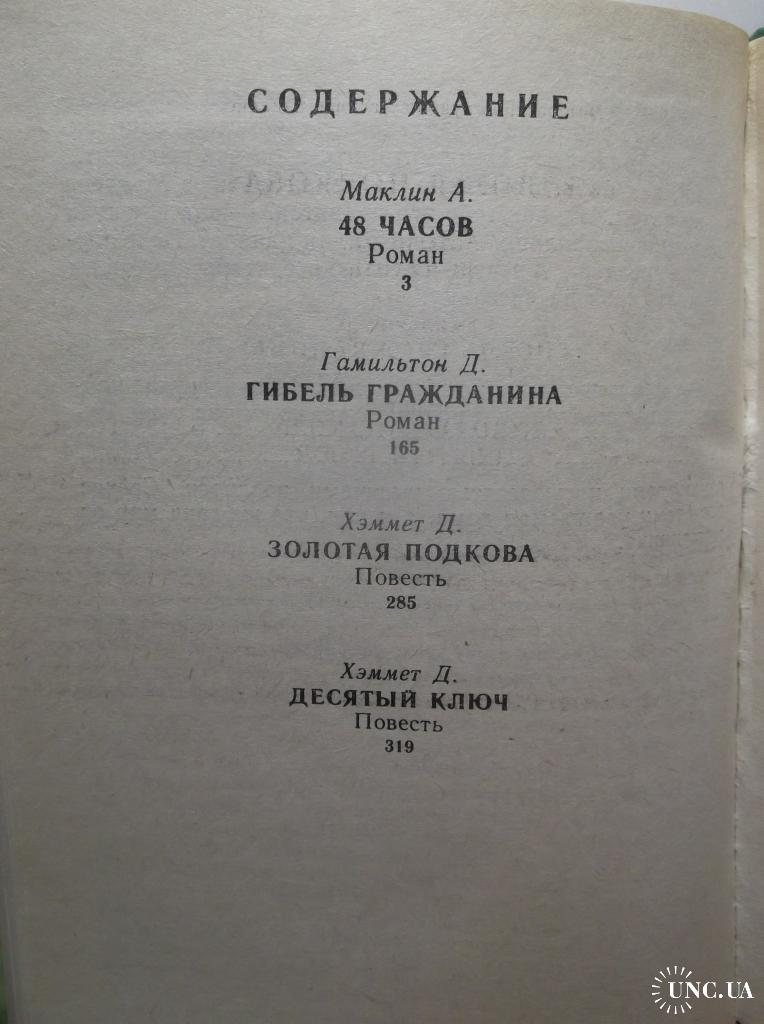 СОДЕРЖАНИЕ
Маклин А.
48 ЧАСОВ
Роман
3
Гамильтон Д.
ГИБЕЛЬ ГРАЖДАНИНА
Роман
165
Хэммет Д.
ЗОЛОТАЯ ПОДКОВА
Повесть
285
Хэммет Д.
ДЕСЯТЫЙ КЛЮЧ
Повесть
319
UNC.UA